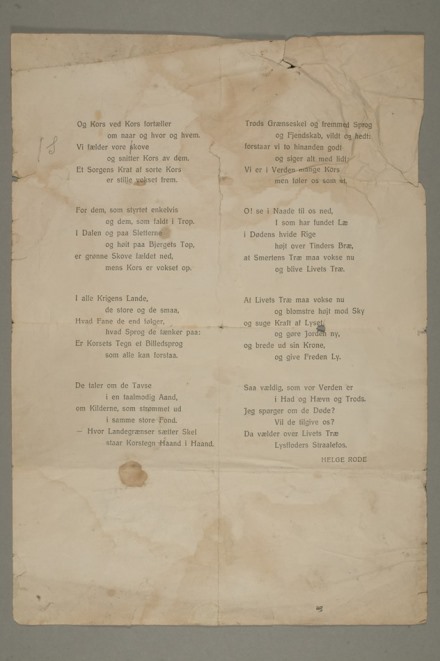 Og Kors ved Kors fortæller
om naar og hvor og hvem.
Vi fælder vore skove
og snitter Kors av dem.
Et Sorgens Krat af sorte Kors
er stille vokset frem.
For dem, som styrtet enkelvis
og dem, som faldt i Trop.
i Dalen og paa Sletterne
og højt paa Bjergets Top,
er grønne Skove fældet ned,
mens Kors er vokset op.
I alle Krigens Lande,
de store og de smaa,
Hvad Fane de end følger,
hvad Sprog de tænker paa:
Er Korsets Tegn et Billedsprog
som alle kan forstaa.
De taler om de Tavse
i en taalmodig Aand,
om Kilderne, som strømmet ud
i samme store Fond.
— Hvor Landegrænser sætter Skel
staar Korstegn Haand i Haand.
Trods Grænseskel og fremmed Sprog
og Fjendskab, vildt og hedt:
forstaar vi to hinanden godt
og siger alt med lidt.
Vi er i Verden mange Kors
men taler os som et.
O! se i Naade til os ned,
I som har fundet Læ
i Dødens hvide Rige
højt over Tinders Bræ,
at Smertens Træ maa vokse nu
og blive Livets Træ.
At Livets Træ maa vokse nu
og blomstre højt mod Sky
og suge Kraft af Lyset
og gøre Jorden ny,
og brede ud sin Krone,
og give Freden Ly.
Saa vældig, som vor Verden er
i Had og Hævn og Trods.
Jeg spørger om de Døde?
Vil de tilgive os?
Da vælder over Livets Træ
Lysfloders Straalefos.
HELGE RODE